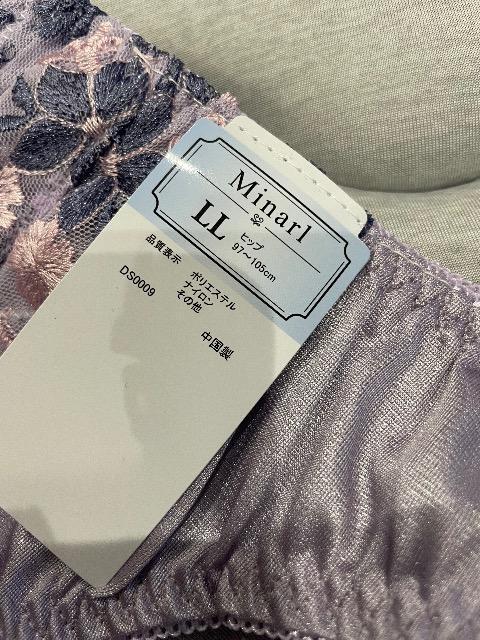 Minarl
LL
ヒップ
97～105cm
品質表示
DS0009
ポリエステル
ナイロン
その他
中国製